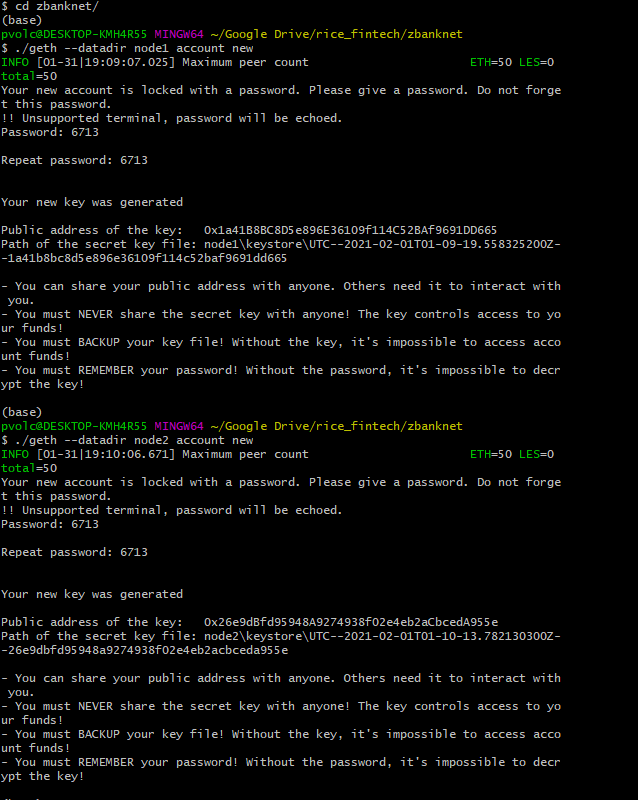 $ cd zbanknet/
(base)
pvolc@DESKTOP-KMH4R55 MINGW64 ~/Google Drive/rice_fintech/zbanknet
$ ./geth --datadir node1 account new
INFO [01-31|19:09:07.025] Maximum peer count                       ETH=50 LES=0
total=50
Your new account is locked with a password. Please give a password. Do not forge
t this password.
!! Unsupported terminal, password will be echoed.
Password: 6713
Repeat password: 6713
Your new key was generated
Public address of the key:   0x1a41B8BC8D5e896E36109f114C52BAf9691DD665
Path of the secret key file: node1\keystore\UTC--2021-02-01T01-09-19.558325200Z-
-1a41b8bc8d5e896e36109f114c52baf9691dd665
- You can share your public address with anyone. Others need it to interact with
 you.
- You must NEVER share the secret key with anyone! The key controls access to yo
ur funds!
- You must BACKUP your key file! Without the key, it's impossible to access acco
unt funds!
- You must REMEMBER your password! Without the password, it's impossible to decr
ypt the key!
(base)
pvolc@DESKTOP-KMH4R55 MINGW64 ~/Google Drive/rice_fintech/zbanknet
$ ./geth --datadir node2 account new
INFO [01-31|19:10:06.671] Maximum peer count                       ETH=50 LES=0
total=50
Your new account is locked with a password. Please give a password. Do not forge
t this password.
!! Unsupported terminal, password will be echoed.
Password: 6713
Repeat password: 6713
Your new key was generated
Public address of the key:   0x26e9dBfd95948A9274938f02e4eb2aCbcedA955e
Path of the secret key file: node2\keystore\UTC--2021-02-01T01-10-13.782130300Z-
-26e9dbfd95948a9274938f02e4eb2acbceda955e
- You can share your public address with anyone. Others need it to interact with
 you.
- You must NEVER share the secret key with anyone! The key controls access to yo
ur funds!
- You must BACKUP your key file! Without the key, it's impossible to access acco
unt funds!
- You must REMEMBER your password! Without the password, it's impossible to decr
ypt the key!